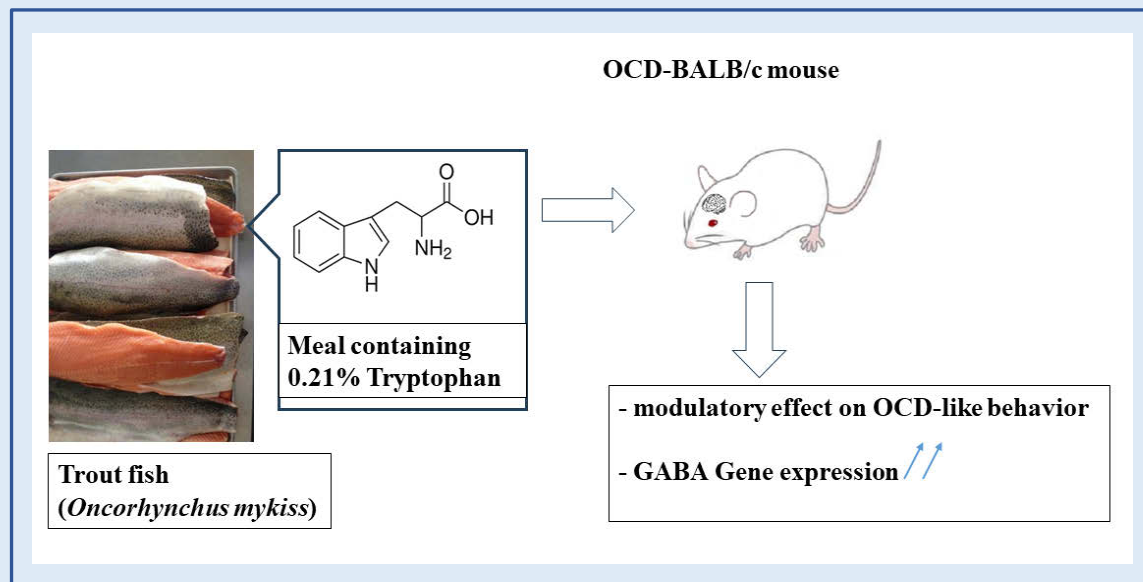 OCD-BALB/c mouse
O
OH
NH₂
N
H
Meal containing
0.21% Tryptophan
Trout fish
(Oncorhynchus mykiss)
- modulatory effect on OCD-like behavior
- GABA Gene expression